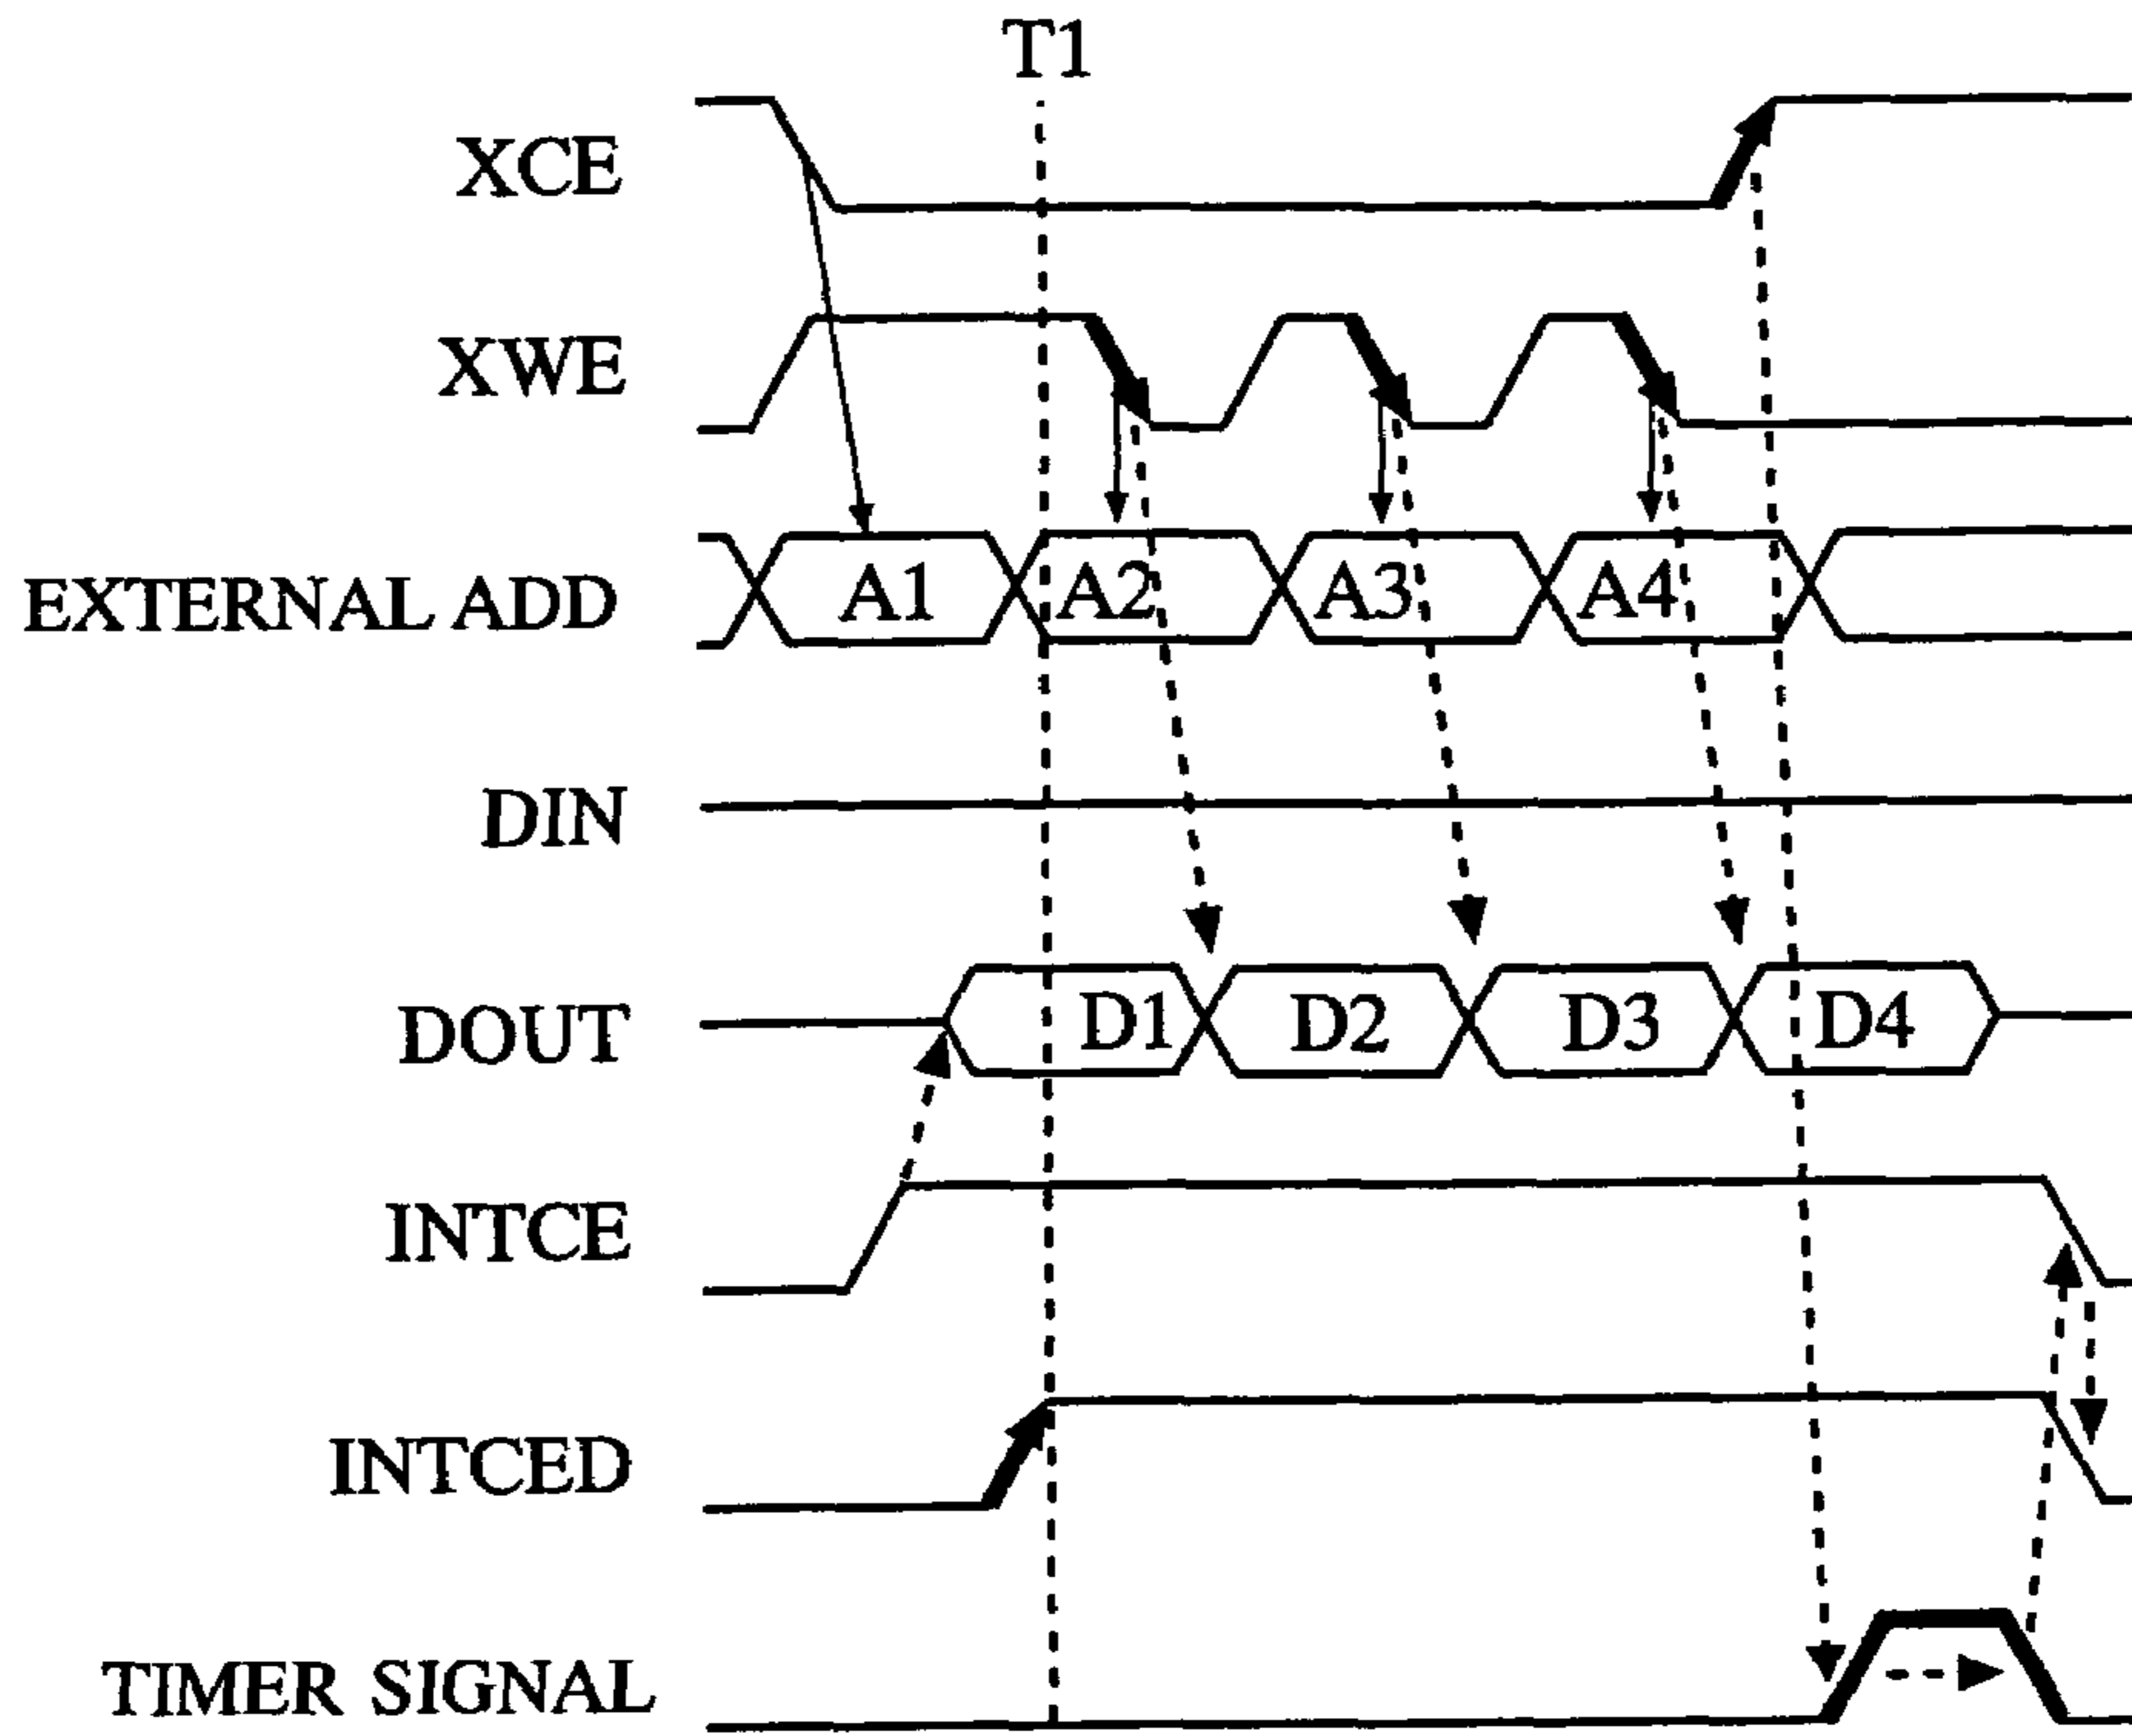 T1
XCE
XWE
EXTERNAL ADD
A1 A2 A3 A4
DIN
DOUT
D1 D2 D3 D4
INTCE
INTCED
TIMER SIGNAL